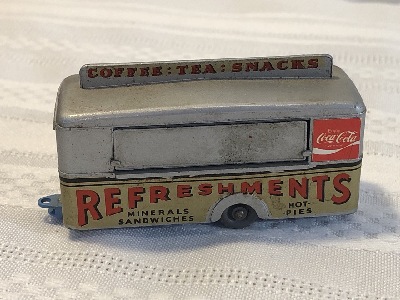 COFFEE : TEA : SNACKS
Coca-Cola
REFRESHMENTS
MINERALS
SANDWICHES
HOT-
PIES